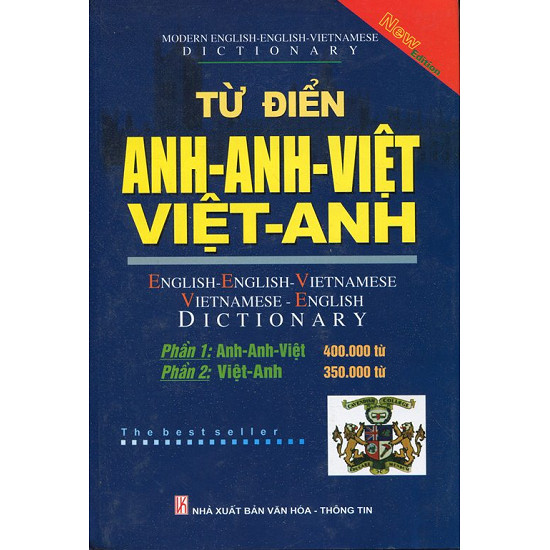 MODERN ENGLISH-ENGLISH-VIETNAMESE
DICTIONARY
New
Edition
TỪ ĐIỂN
ANH-ANH-VIỆT
VIỆT-ANH
ENGLISH-ENGLISH-VIETNAMESE
VIETNAMESE - ENGLISH
DICTIONARY
Phần 1: Anh-Anh-Việt 400.000 từ
Phần 2: Việt-Anh 350.000 từ
CAVENDISH COLLEGE
The best seller
NHÀ XUẤT BẢN VĂN HÓA - THÔNG TIN